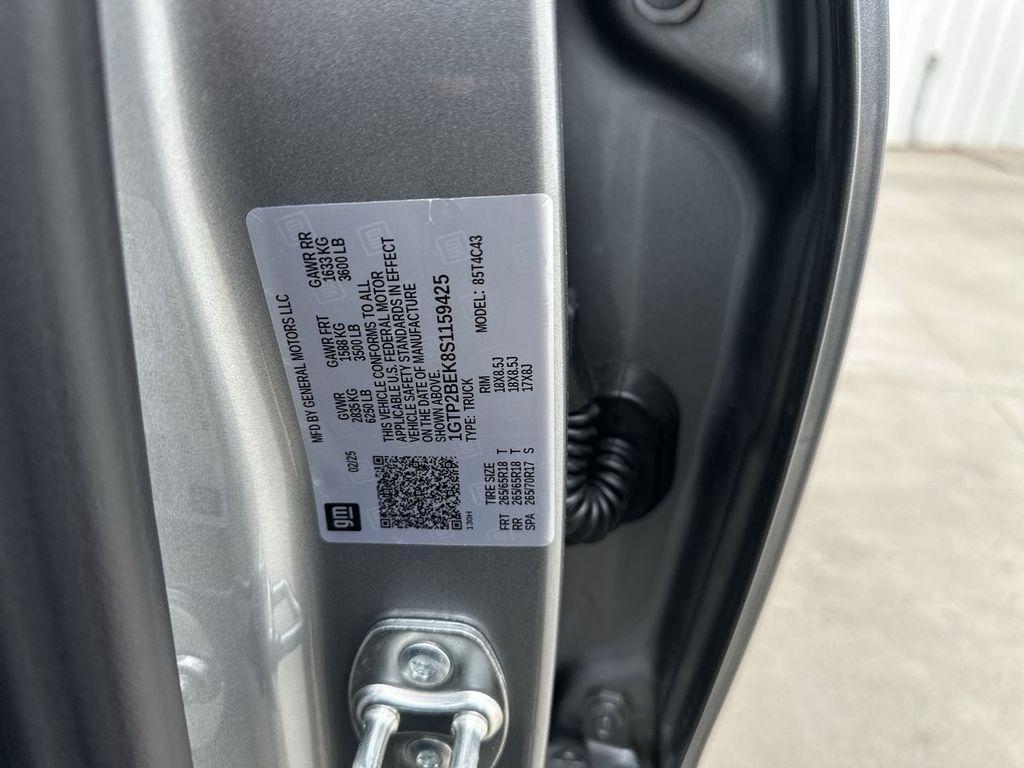 MFD BY GENERAL MOTORS LLC
02/25 GVWR GAWR FRT GAWR RR
2835 KG 1588 KG 1633 KG
6250 LB 3500 LB 3600 LB
THIS VEHICLE CONFORMS TO ALL
APPLICABLE U.S. FEDERAL MOTOR
VEHICLE SAFETY STANDARDS IN EFFECT
ON THE DATE OF MANUFACTURE
SHOWN ABOVE.
1GTP2BEK8S1159425
TYPE: TRUCK MODEL: 85T4C43
gm
130H
TIRE SIZE RIM
FRT 265/65R18 T 18X8.5J
RR 265/65R18 T 18X8.5J
SPA 265/70R17 S 17X8J